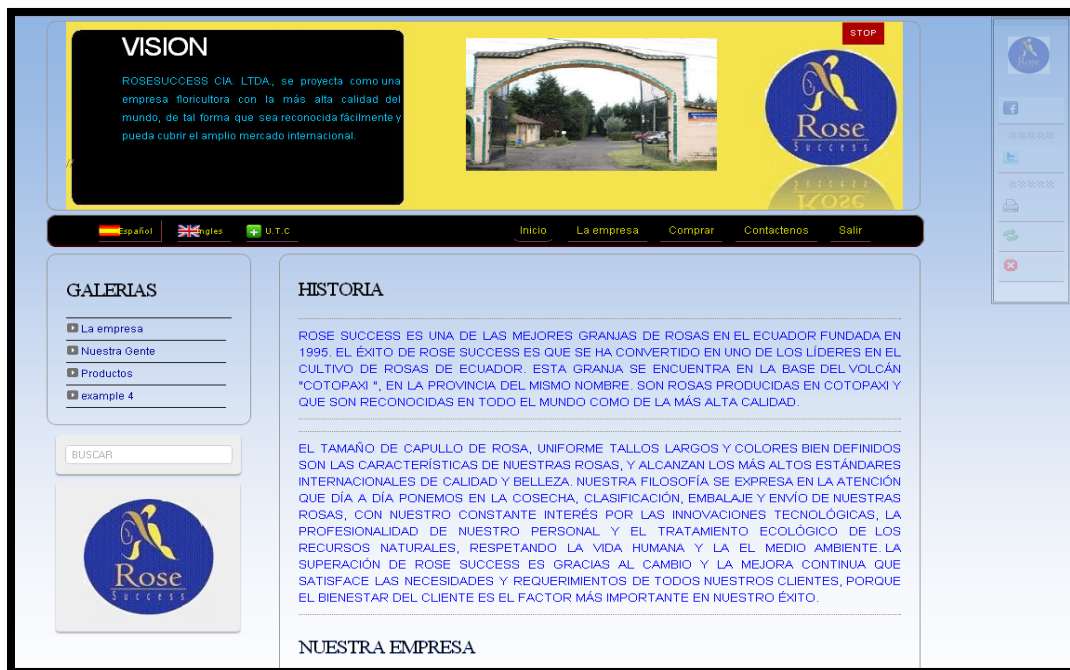 VISION
ROSESUCCESS CIA. LTDA., se proyecta como una
empresa floricultora con la más alta calidad del
mundo, de tal forma que sea reconocida fácilmente y
pueda cubrir el amplio mercado internacional.
STOP
Rose
Success
Rose
Español
Ingles
U.T.C
Inicio
La empresa
Comprar
Contactenos
Salir
GALERIAS
La empresa
Nuestra Gente
Productos
example 4
BUSCAR
Rose
Success
HISTORIA
ROSE SUCCESS ES UNA DE LAS MEJORES GRANJAS DE ROSAS EN EL ECUADOR FUNDADA EN
1995. EL ÉXITO DE ROSE SUCCESS ES QUE SE HA CONVERTIDO EN UNO DE LOS LÍDERES EN EL
CULTIVO DE ROSAS DE ECUADOR. ESTA GRANJA SE ENCUENTRA EN LA BASE DEL VOLCÁN
"COTOPAXI ", EN LA PROVINCIA DEL MISMO NOMBRE. SON ROSAS PRODUCIDAS EN COTOPAXI Y
QUE SON RECONOCIDAS EN TODO EL MUNDO COMO DE LA MÁS ALTA CALIDAD.
EL TAMAÑO DE CAPULLO DE ROSA, UNIFORME TALLOS LARGOS Y COLORES BIEN DEFINIDOS
SON LAS CARACTERÍSTICAS DE NUESTRAS ROSAS, Y ALCANZAN LOS MÁS ALTOS ESTÁNDARES
INTERNACIONALES DE CALIDAD Y BELLEZA. NUESTRA FILOSOFÍA SE EXPRESA EN LA ATENCIÓN
QUE DÍA A DÍA PONEMOS EN LA COSECHA, CLASIFICACIÓN, EMBALAJE Y ENVÍO DE NUESTRAS
ROSAS, CON NUESTRO CONSTANTE INTERÉS POR LAS INNOVACIONES TECNOLÓGICAS, LA
PROFESIONALIDAD DE NUESTRO PERSONAL Y EL TRATAMIENTO ECOLÓGICO DE LOS
RECURSOS NATURALES, RESPETANDO LA VIDA HUMANA Y LA EL MEDIO AMBIENTE. LA
SUPERACIÓN DE ROSE SUCCESS ES GRACIAS AL CAMBIO Y LA MEJORA CONTINUA QUE
SATISFACE LAS NECESIDADES Y REQUERIMIENTOS DE TODOS NUESTROS CLIENTES, PORQUE
EL BIENESTAR DEL CLIENTE ES EL FACTOR MÁS IMPORTANTE EN NUESTRO ÉXITO.
NUESTRA EMPRESA